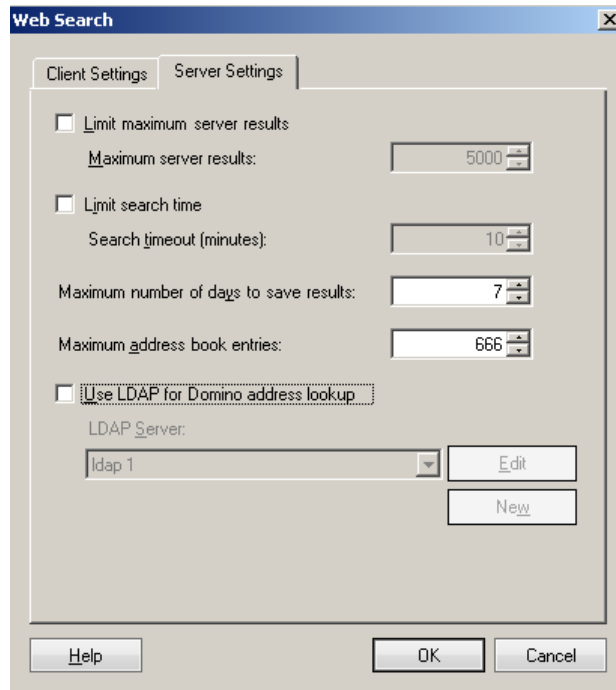 Web Search
Client Settings
Server Settings
Limit maximum server results
Maximum server results:
5000
Limit search time
Search timeout (minutes):
10
Maximum number of days to save results:
7
Maximum address book entries:
666
Use LDAP for Domino address lookup
LDAP Server:
ldap 1
Edit
New
Help
OK
Cancel